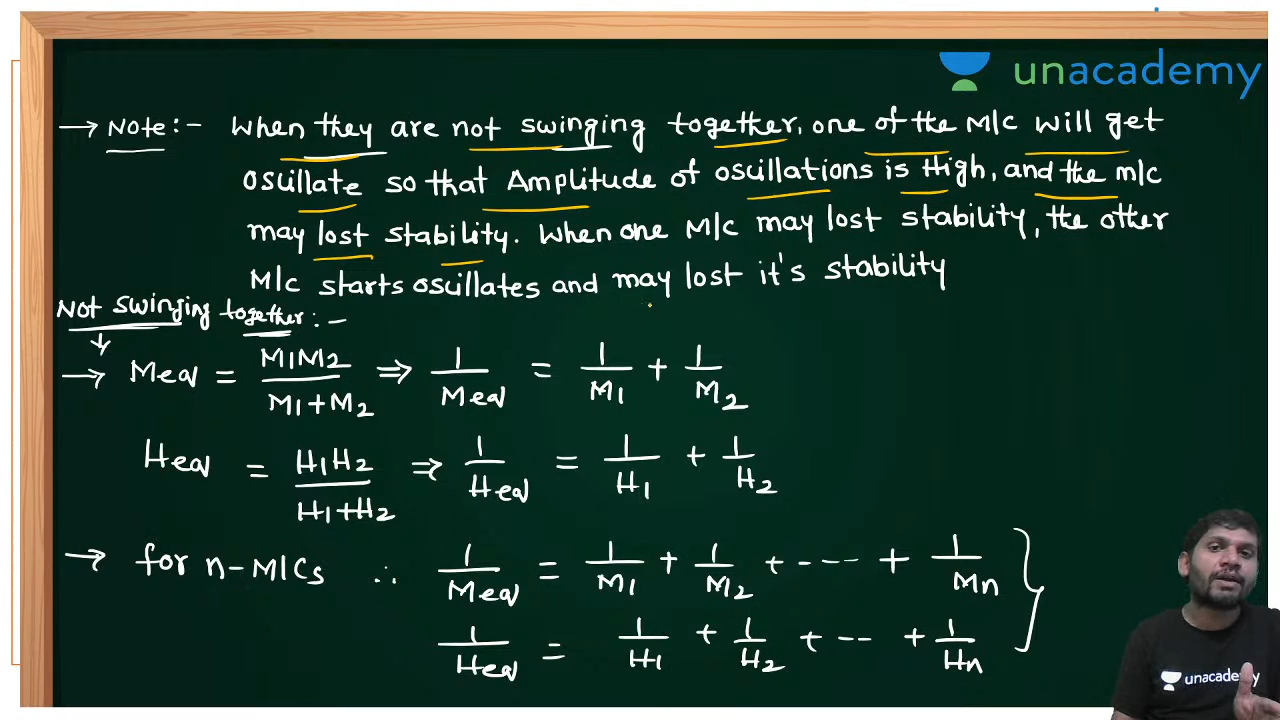 unacademy
→ Note :- When they are not swinging together, one of the M/c will get
oscillate so that Amplitude of oscillations is High, and the m/c
may lost stability. When one M/c may lost stability, the other
M/c starts oscillates and may lost it's stability
Not swinging together :-
→ Meq = M1M2 / (M1+M2) ⇒ 1/Meq = 1/M1 + 1/M2
Heq = H1H2 / (H1+H2) ⇒ 1/Heq = 1/H1 + 1/H2
→ for n-M/Cs ∴ 1/Meq = 1/M1 + 1/M2 + ---- + 1/Mn
1/Heq = 1/H1 + 1/H2 + -- + 1/Hn
unacademy